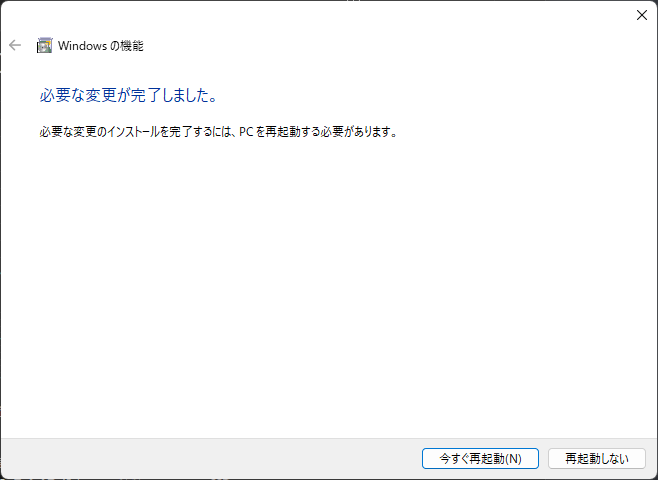 Windows の機能
必要な変更が完了しました。
必要な変更のインストールを完了するには、PC を再起動する必要があります。
今すぐ再起動(N)
再起動しない